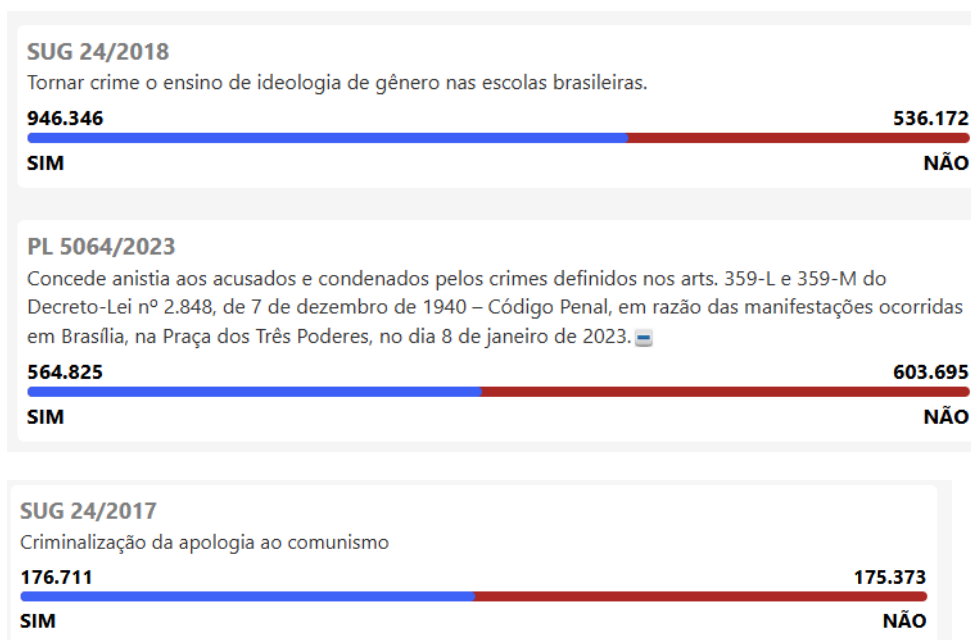 SUG 24/2018
Tornar crime o ensino de ideologia de gênero nas escolas brasileiras.
946.346 536.172
SIM NÃO
PL 5064/2023
Concede anistia aos acusados e condenados pelos crimes definidos nos arts. 359-L e 359-M do
Decreto-Lei nº 2.848, de 7 de dezembro de 1940 – Código Penal, em razão das manifestações ocorridas
em Brasília, na Praça dos Três Poderes, no dia 8 de janeiro de 2023.
564.825 603.695
SIM NÃO
SUG 24/2017
Criminalização da apologia ao comunismo
176.711 175.373
SIM NÃO